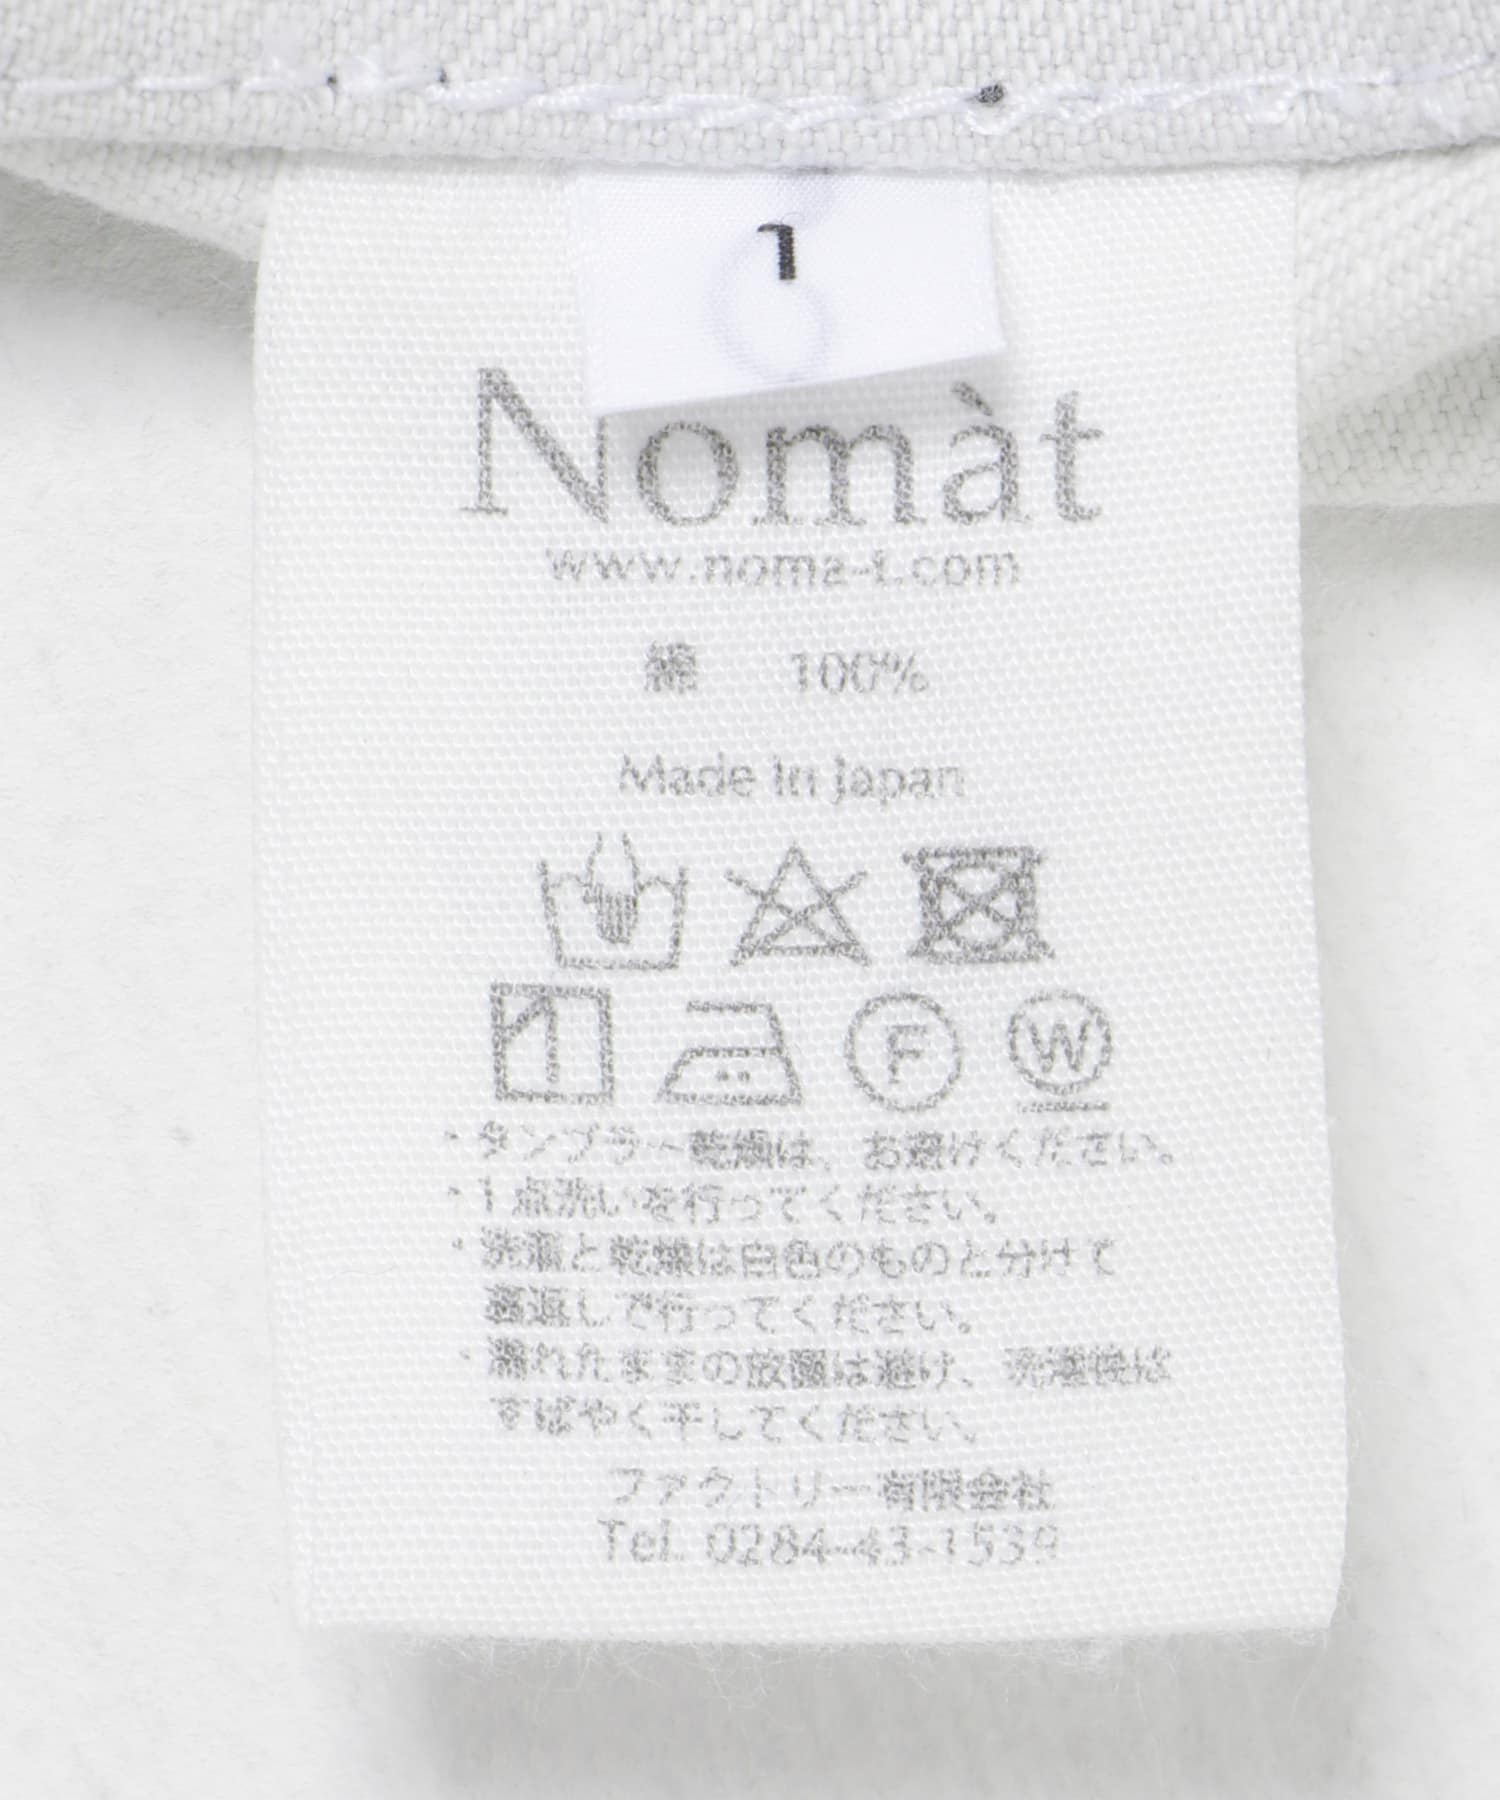 1
Nomàt
www.noma-t.com
綿 100%
Made in Japan
F W
・タンブラー乾燥は、お避けください。
・1点洗いを行ってください。
・洗濯と乾燥は白色のものと分けて
裏返しで行ってください。
・濡れたままの放置は避け、洗濯後は
すばやく干してください。
ファクトリー有限会社
Tel. 0284-43-1539